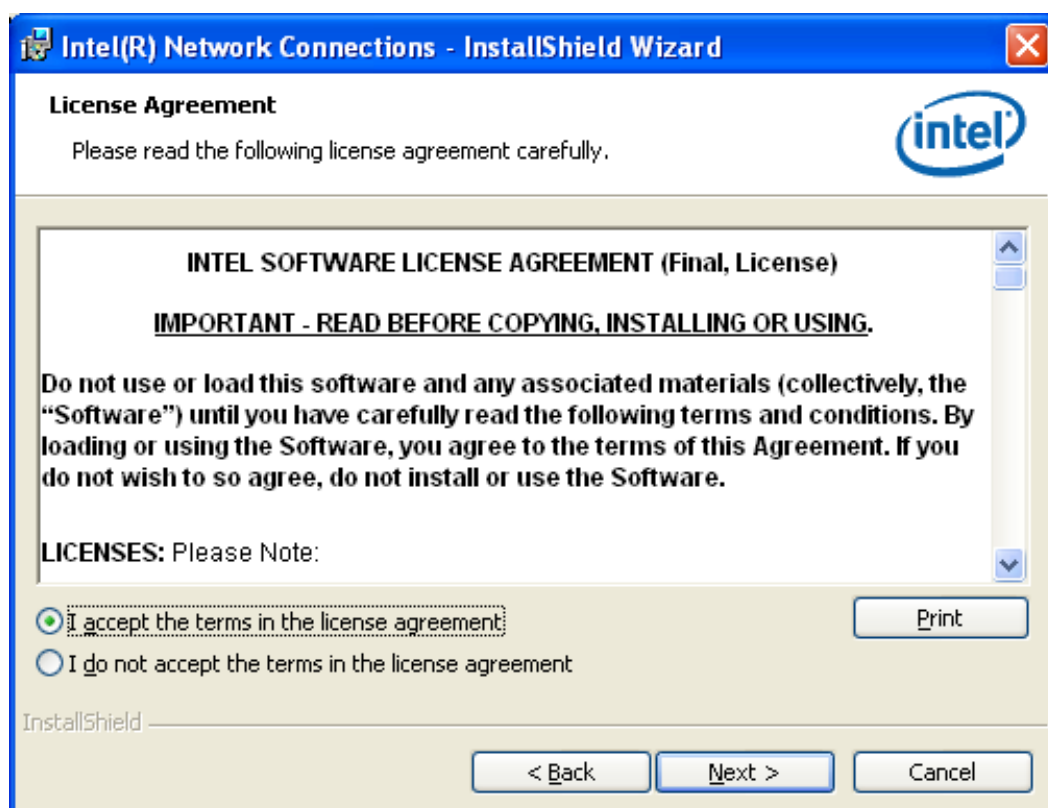 Intel(R) Network Connections - InstallShield Wizard
License Agreement
Please read the following license agreement carefully.
intel
INTEL SOFTWARE LICENSE AGREEMENT (Final, License)
IMPORTANT - READ BEFORE COPYING, INSTALLING OR USING.
Do not use or load this software and any associated materials (collectively, the
“Software”) until you have carefully read the following terms and conditions. By
loading or using the Software, you agree to the terms of this Agreement. If you
do not wish to so agree, do not install or use the Software.
LICENSES: Please Note:
I accept the terms in the license agreement
Print
I do not accept the terms in the license agreement
InstallShield
< Back
Next >
Cancel